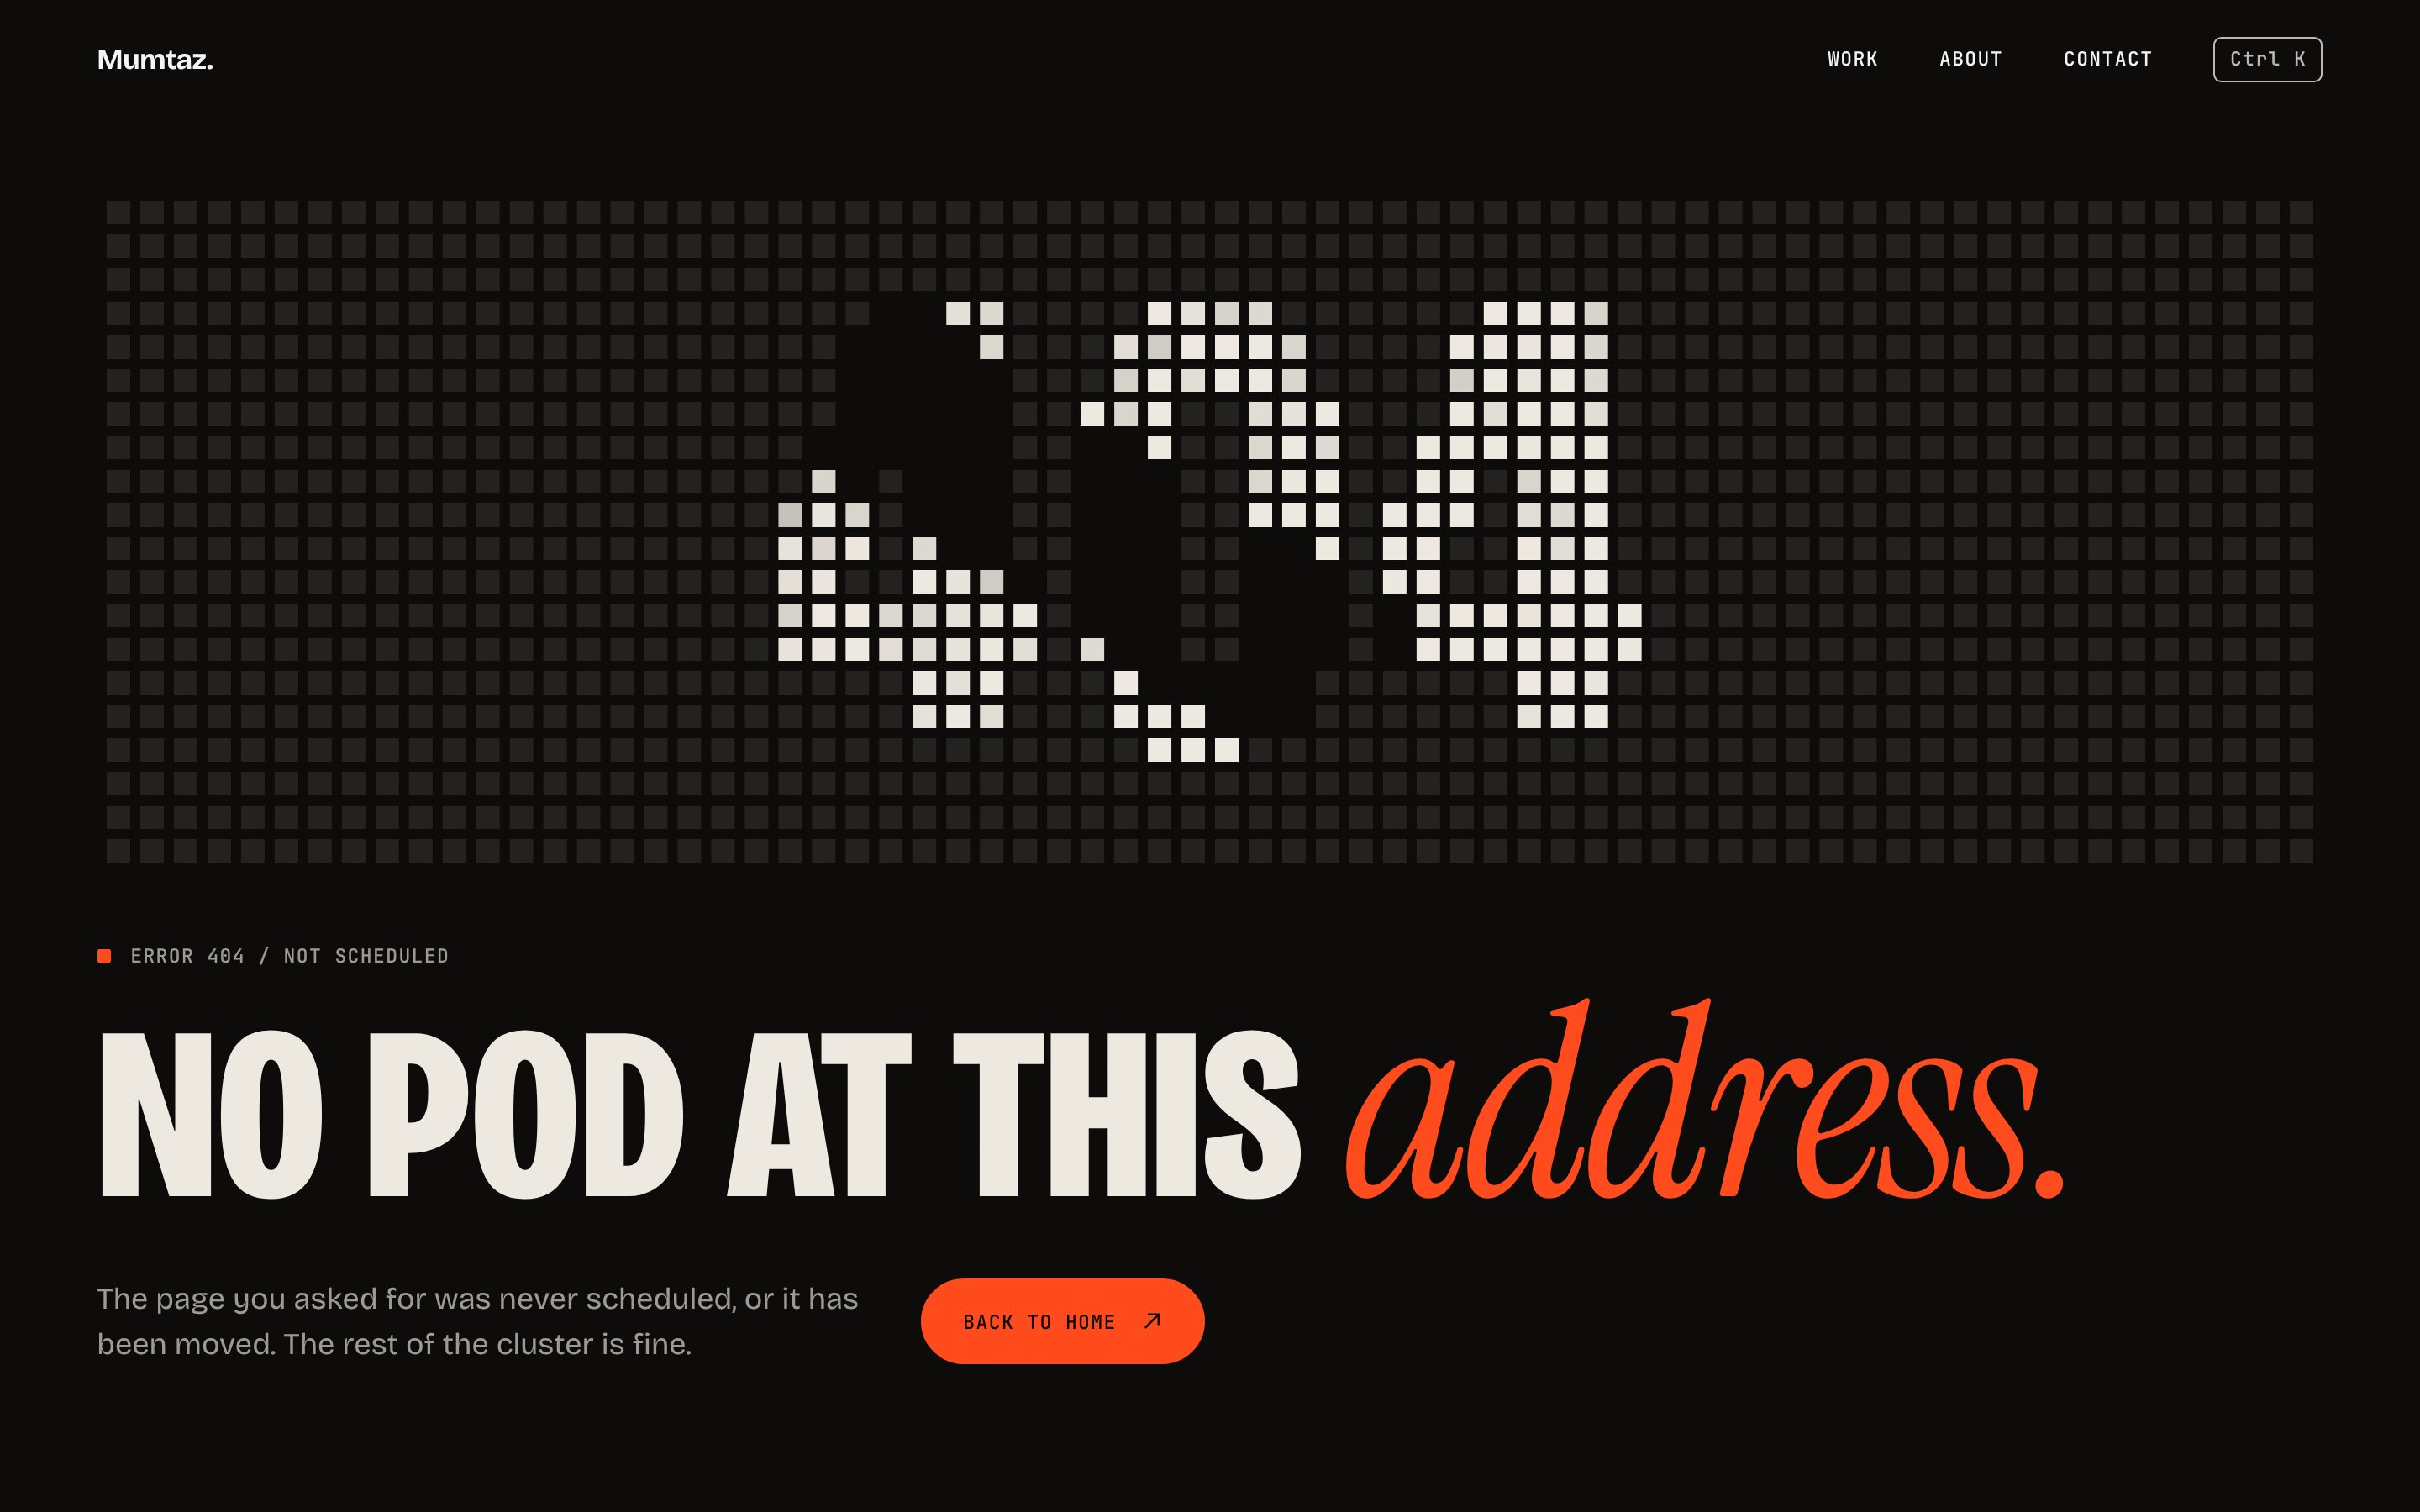 Mumtaz.
WORK ABOUT CONTACT Ctrl K
404
ERROR 404 / NOT SCHEDULED
NO POD AT THIS address.
The page you asked for was never scheduled, or it has
been moved. The rest of the cluster is fine.
BACK TO HOME